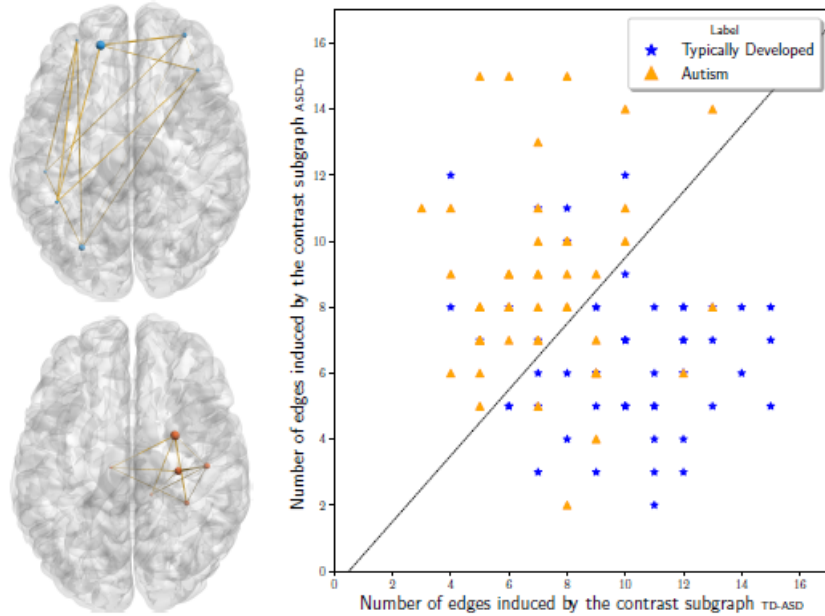 Label
Typically Developed
Autism
Number of edges induced by the contrast subgraph ASD-TD
16
14
12
10
8
6
4
2
0
0 2 4 6 8 10 12 14 16
Number of edges induced by the contrast subgraph TD-ASD